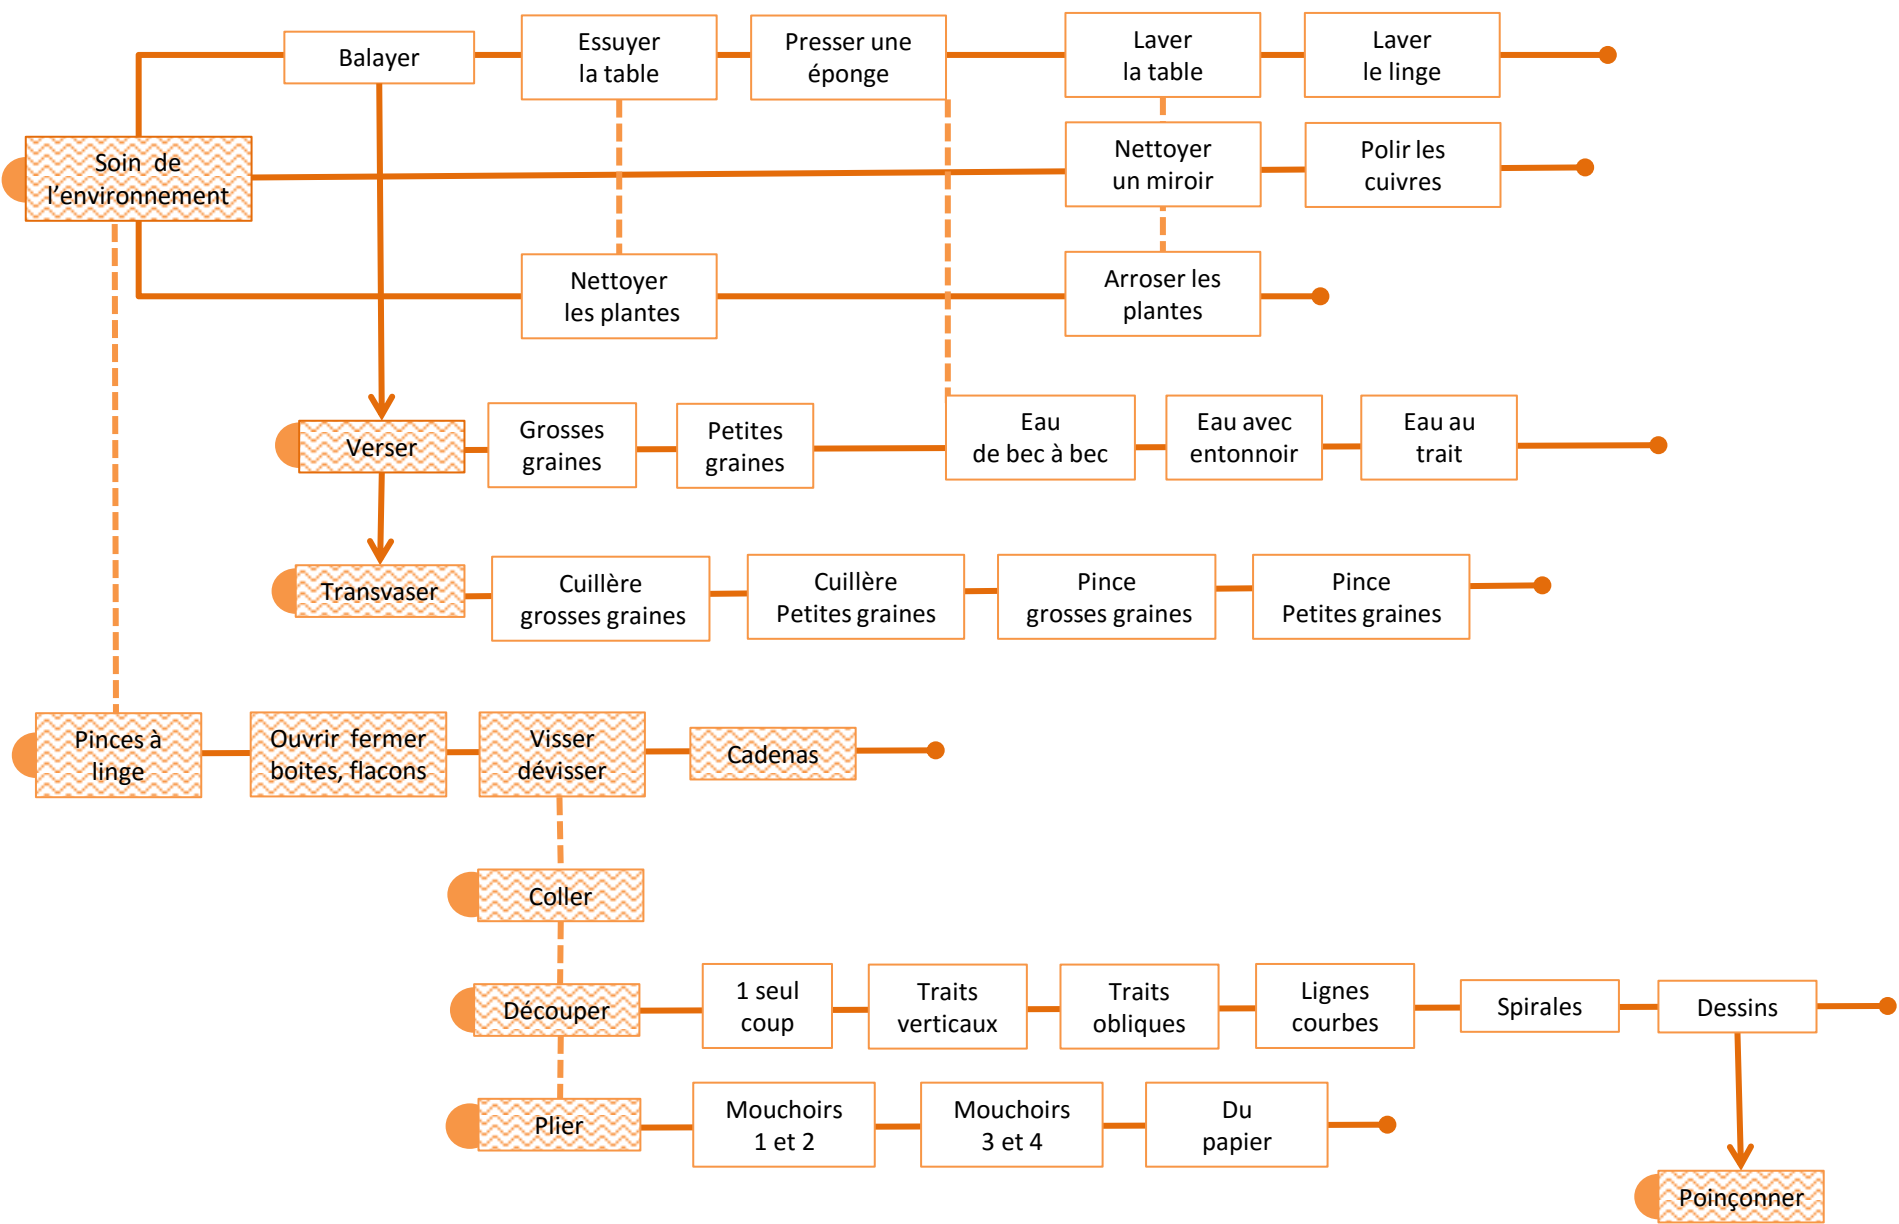 Balayer
Essuyer
la table
Presser une
éponge
Laver
la table
Laver
le linge
Soin de
l'environnement
Nettoyer
un miroir
Polir les
cuivres
Nettoyer
les plantes
Arroser les
plantes
Verser
Grosses
graines
Petites
graines
Eau
de bec à bec
Eau avec
entonnoir
Eau au
trait
Transvaser
Cuillère
grosses graines
Cuillère
Petites graines
Pince
grosses graines
Pince
Petites graines
Pinces à
linge
Ouvrir fermer
boites, flacons
Visser
dévisser
Cadenas
Coller
Découper
1 seul
coup
Traits
verticaux
Traits
obliques
Lignes
courbes
Spirales
Dessins
Plier
Mouchoirs
1 et 2
Mouchoirs
3 et 4
Du
papier
Poinçonner